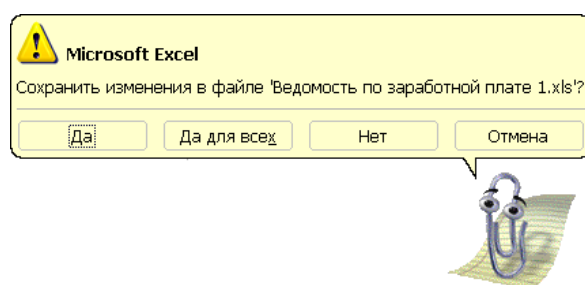 Microsoft Excel
Сохранить изменения в файле 'Ведомость по заработной плате 1.xls'?
Да
Да для всех
Нет
Отмена